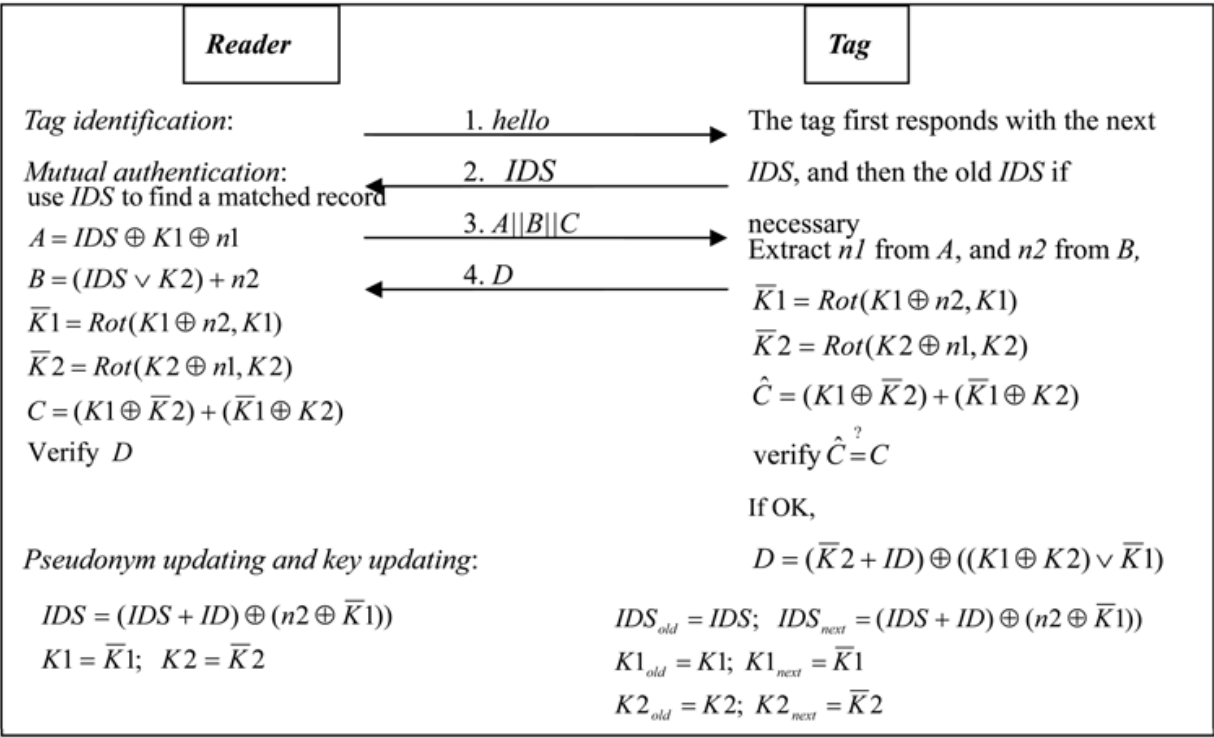 Reader
Tag
Tag identification:
1. hello
The tag first responds with the next
Mutual authentication:
2. IDS
IDS, and then the old IDS if
use IDS to find a matched record
necessary
A = IDS ⊕ K1 ⊕ n1
3. A||B||C
Extract n1 from A, and n2 from B,
B = (IDS ∨ K2) + n2
4. D
K̅1 = Rot(K1 ⊕ n2, K1)
K̅1 = Rot(K1 ⊕ n2, K1)
K̅2 = Rot(K2 ⊕ n1, K2)
K̅2 = Rot(K2 ⊕ n1, K2)
C = (K1 ⊕ K̅2) + (K̅1 ⊕ K2)
Ĉ = (K1 ⊕ K̅2) + (K̅1 ⊕ K2)
Verify D
verify Ĉ =? C
If OK,
Pseudonym updating and key updating:
D = (K̅2 + ID) ⊕ ((K1 ⊕ K2) ∨ K̅1)
IDS = (IDS + ID) ⊕ (n2 ⊕ K̅1))
IDS_old = IDS; IDS_next = (IDS + ID) ⊕ (n2 ⊕ K̅1))
K1 = K̅1; K2 = K̅2
K1_old = K1; K1_next = K̅1
K2_old = K2; K2_next = K̅2